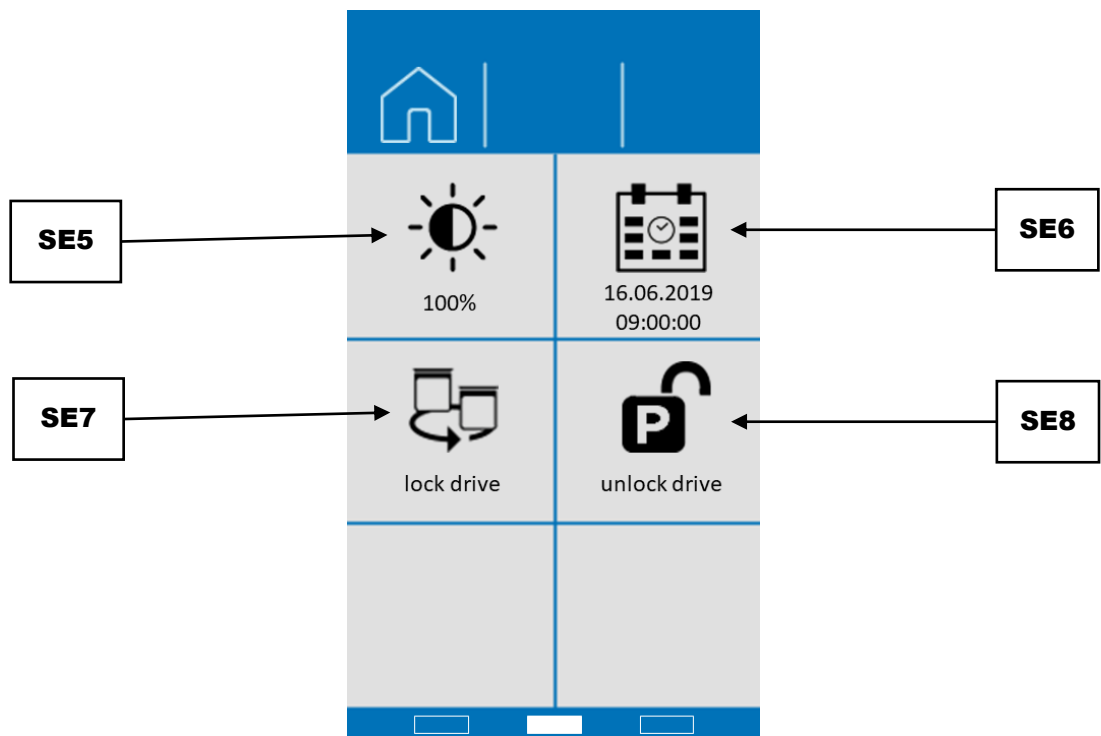 SE5
SE6
100%
16.06.2019
09:00:00
SE7
SE8
P
lock drive
unlock drive